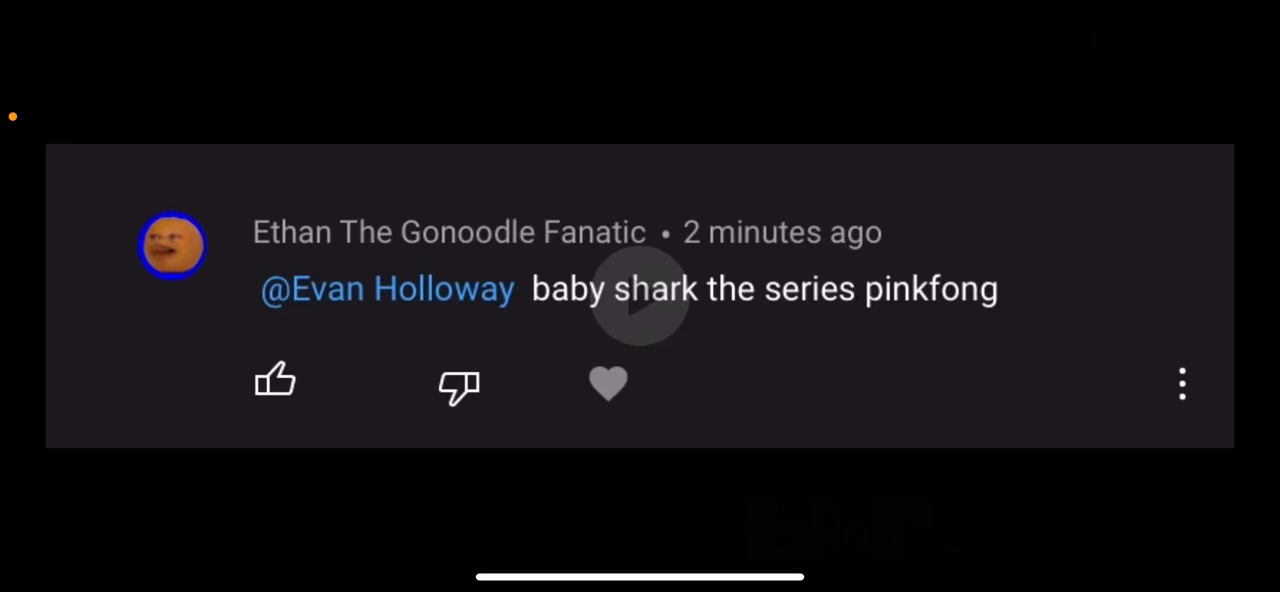 Ethan The Gonoodle Fanatic • 2 minutes ago
@Evan Holloway baby shark the series pinkfong